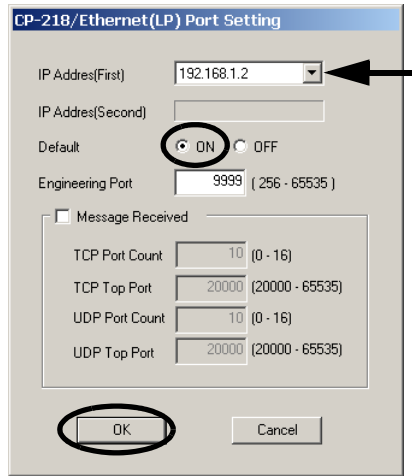 CP-218/Ethernet(LP) Port Setting
IP Addres(First) 192.168.1.2
IP Addres(Second)
Default ON OFF
Engineering Port 9999 ( 256 - 65535 )
Message Received
TCP Port Count 10 (0 - 16)
TCP Top Port 20000 (20000 - 65535)
UDP Port Count 10 (0 - 16)
UDP Top Port 20000 (20000 - 65535)
OK Cancel